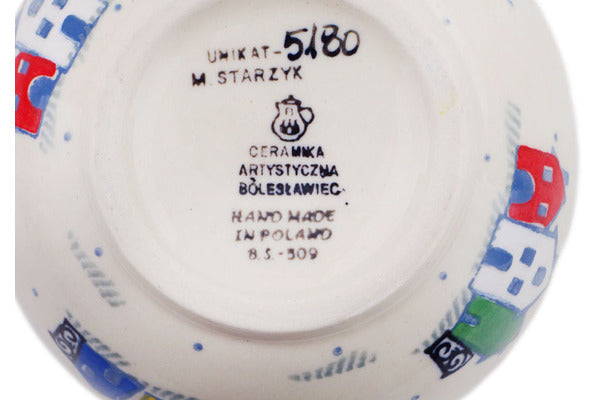 UNIKAT-5180
M. STARZYK
CERAMIKA
ARTYSTYCZNA
BOLESŁAWIEC
HAND MADE
IN POLAND
B.S.-509